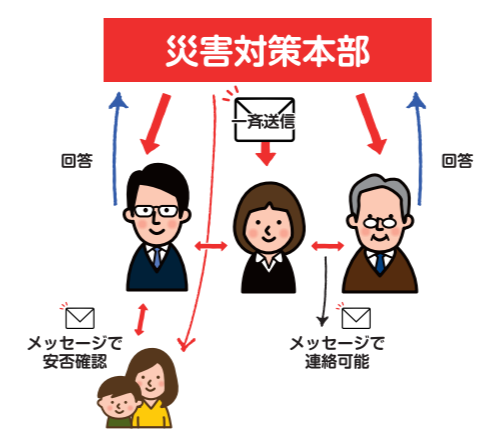 災害対策本部
一斉送信
回答
回答
メッセージで
安否確認
メッセージで
連絡可能